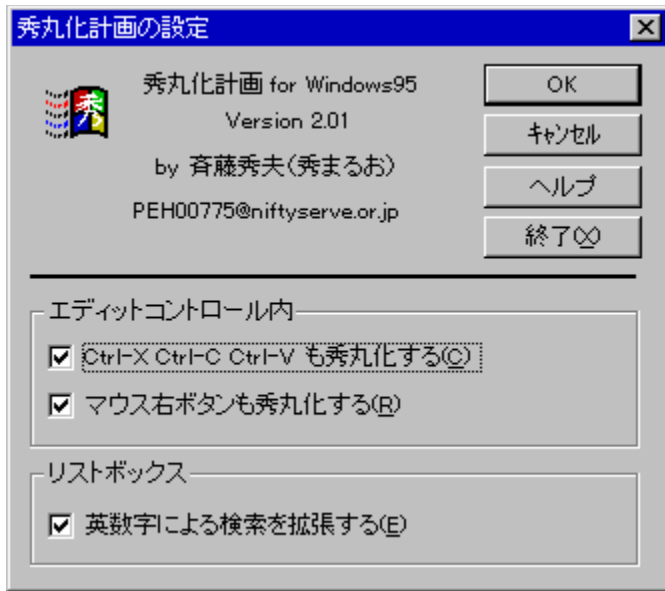 秀丸化計画の設定
秀
秀丸化計画 for Windows95
Version 2.01
by 斉藤秀夫(秀まるお)
PEH00775@niftyserve.or.jp
OK
ｷｬﾝｾﾙ
ヘルプ
終了(X)
エディットコントロール内
Ctrl-X Ctrl-C Ctrl-V も秀丸化する(C)
マウス右ボタンも秀丸化する(R)
リストボックス
英数字による検索を拡張する(E)